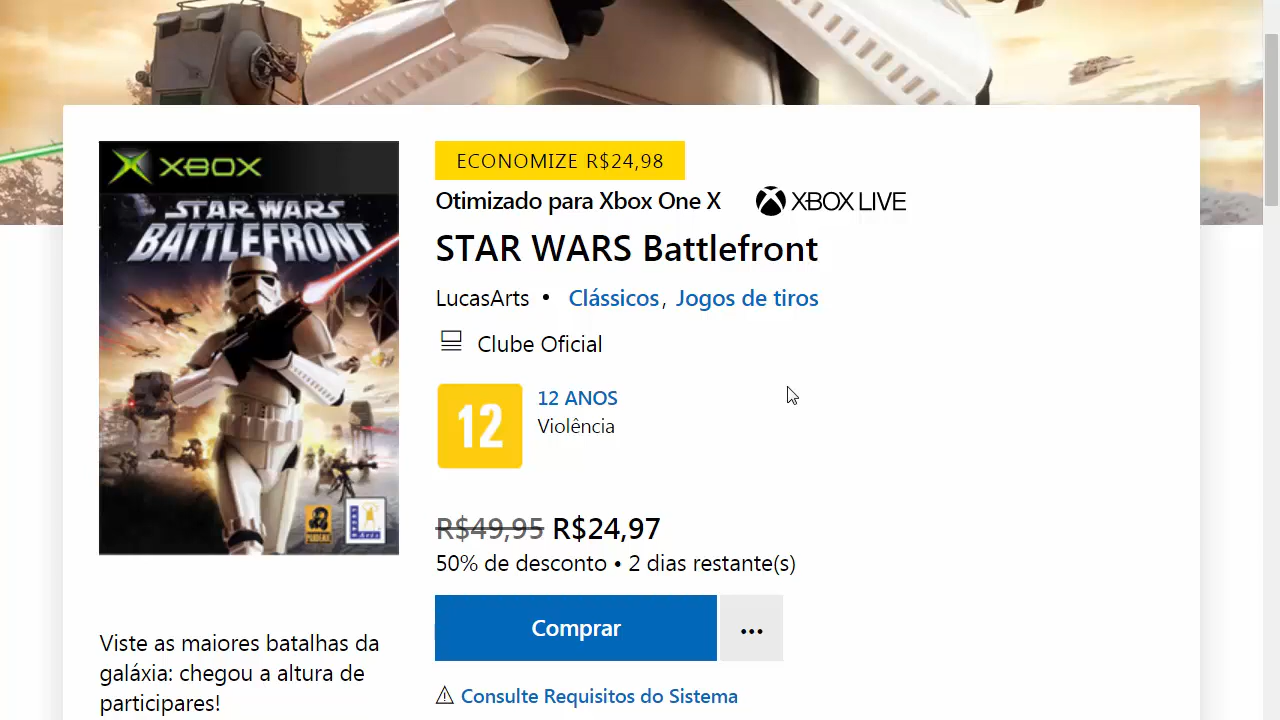 XBOX
STAR WARS
BATTLEFRONT
ECONOMIZE R$24,98
Otimizado para Xbox One X XBOX LIVE
STAR WARS Battlefront
LucasArts • Clássicos, Jogos de tiros
Clube Oficial
12
12 ANOS
Violência
R$49,95 R$24,97
50% de desconto • 2 dias restante(s)
Comprar ...
Consulte Requisitos do Sistema
Viste as maiores batalhas da
galáxia: chegou a altura de
participares!